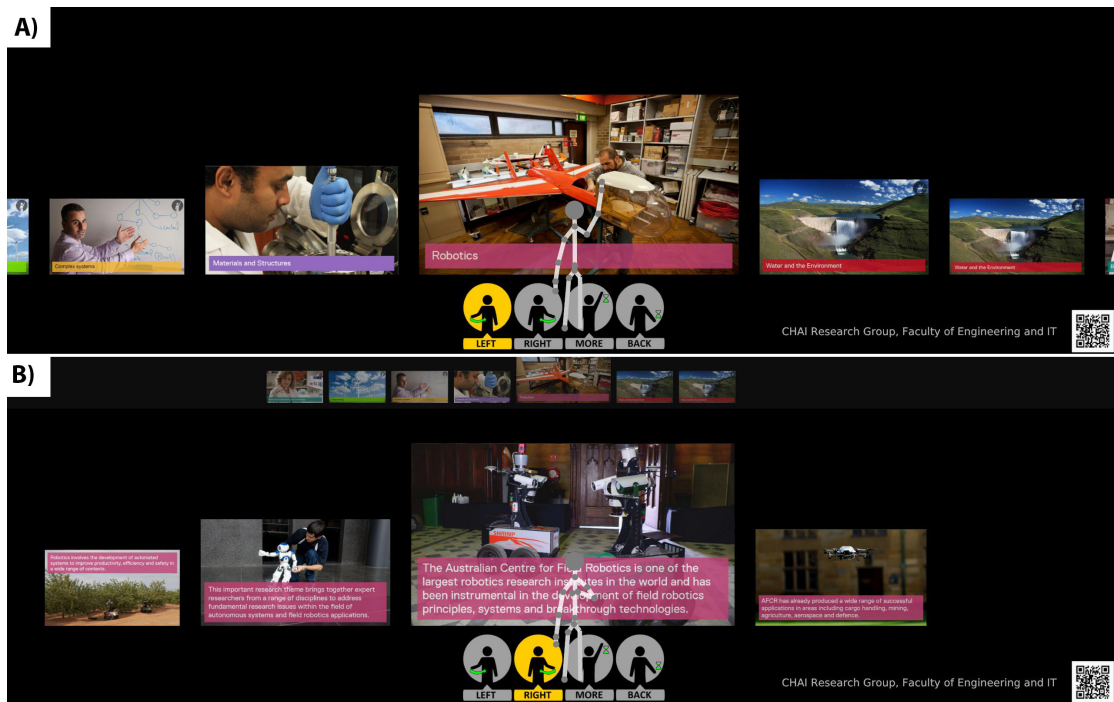 A)
Complex systems
Materials and Structures
Robotics
Water and the Environment
Water and the Environment
LEFT
RIGHT
MORE
BACK
CHAI Research Group, Faculty of Engineering and IT
B)
Robotics involves the development of automated
systems to improve productivity, efficiency and safety in
a wide range of contexts.
This important research theme brings together expert
researchers from a range of disciplines to address
fundamental research issues within the field of
autonomous systems and field robotics applications.
SHRIMP
The Australian Centre for Field Robotics is one of the
largest robotics research institutes in the world and has
been instrumental in the development of field robotics
principles, systems and breakthrough technologies.
AFCR has already produced a wide range of successful
applications in areas including cargo handling, mining,
agriculture, aerospace and defence.
LEFT
RIGHT
MORE
BACK
CHAI Research Group, Faculty of Engineering and IT